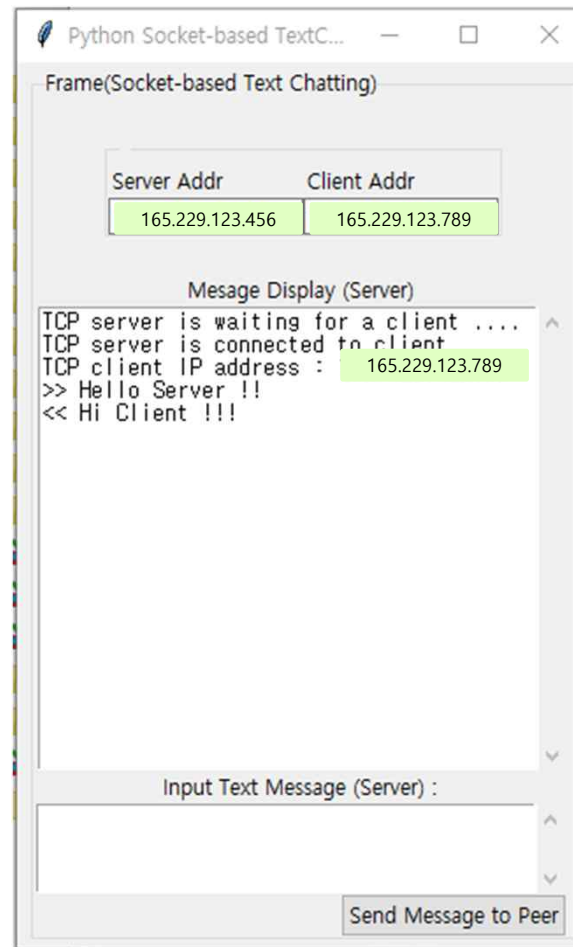 Python Socket-based TextC...
Frame(Socket-based Text Chatting)
Server Addr Client Addr
165.229.123.456 165.229.123.789
Mesage Display (Server)
TCP server is waiting for a client ....
TCP server is connected to client
TCP client IP address : 165.229.123.789
>> Hello Server !!
<< Hi Client !!!
Input Text Message (Server) :
Send Message to Peer